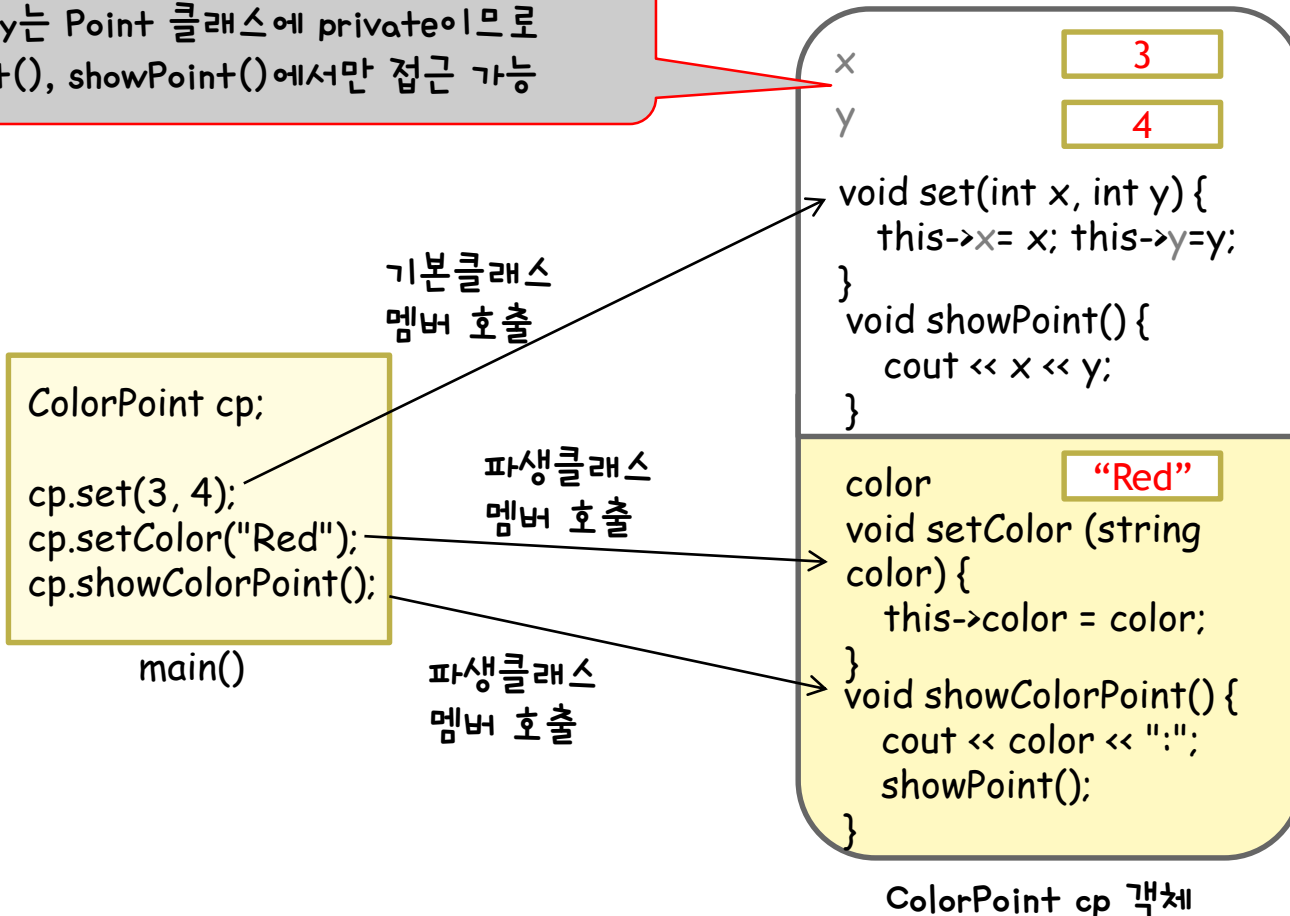 y는 Point 클래스에 private이므로
(), showPoint()에서만 접근 가능
x 3
y 4
void set(int x, int y) {
this->x= x; this->y=y;
}
void showPoint() {
cout << x << y;
}
기본클래스
멤버 호출
ColorPoint cp;
cp.set(3, 4);
cp.setColor("Red");
cp.showColorPoint();
main()
파생클래스
멤버 호출
파생클래스
멤버 호출
color “Red”
void setColor (string
color) {
this->color = color;
}
void showColorPoint() {
cout << color << ":";
showPoint();
}
ColorPoint cp 객체